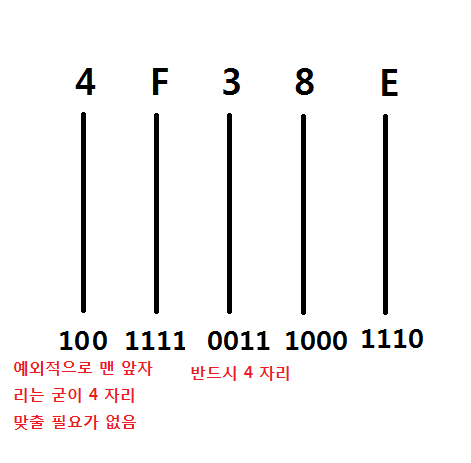 4 F 3 8 E
100 1111 0011 1000 1110
예외적으로 맨 앞자
리는 굳이 4 자리
맞출 필요가 없음
반드시 4 자리